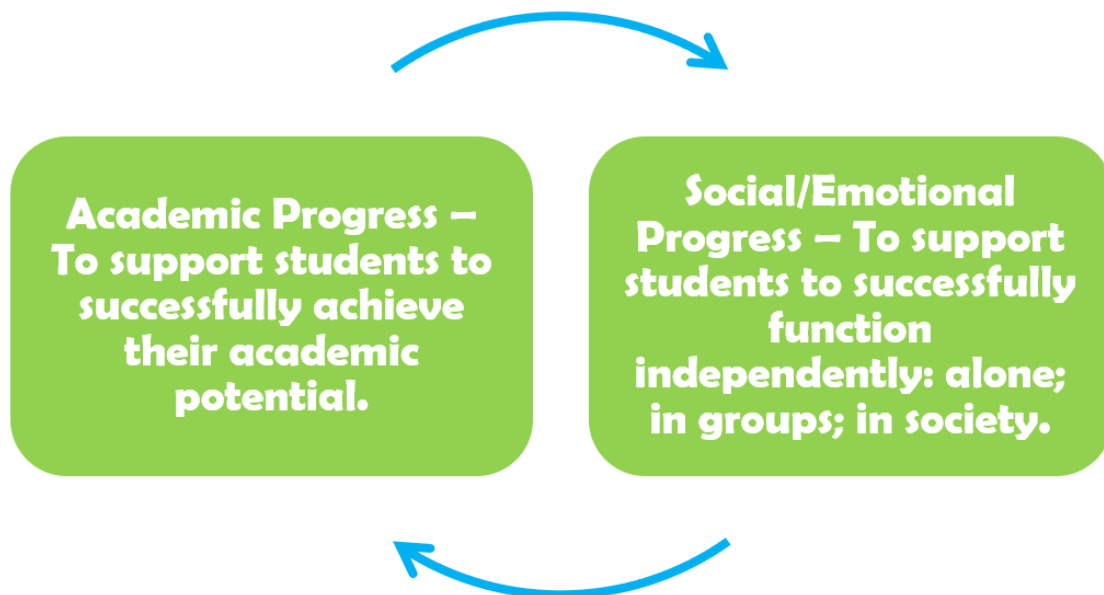 Academic Progress –
To support students to
successfully achieve
their academic
potential.
Social/Emotional
Progress – To support
students to successfully
function
independently: alone;
in groups; in society.